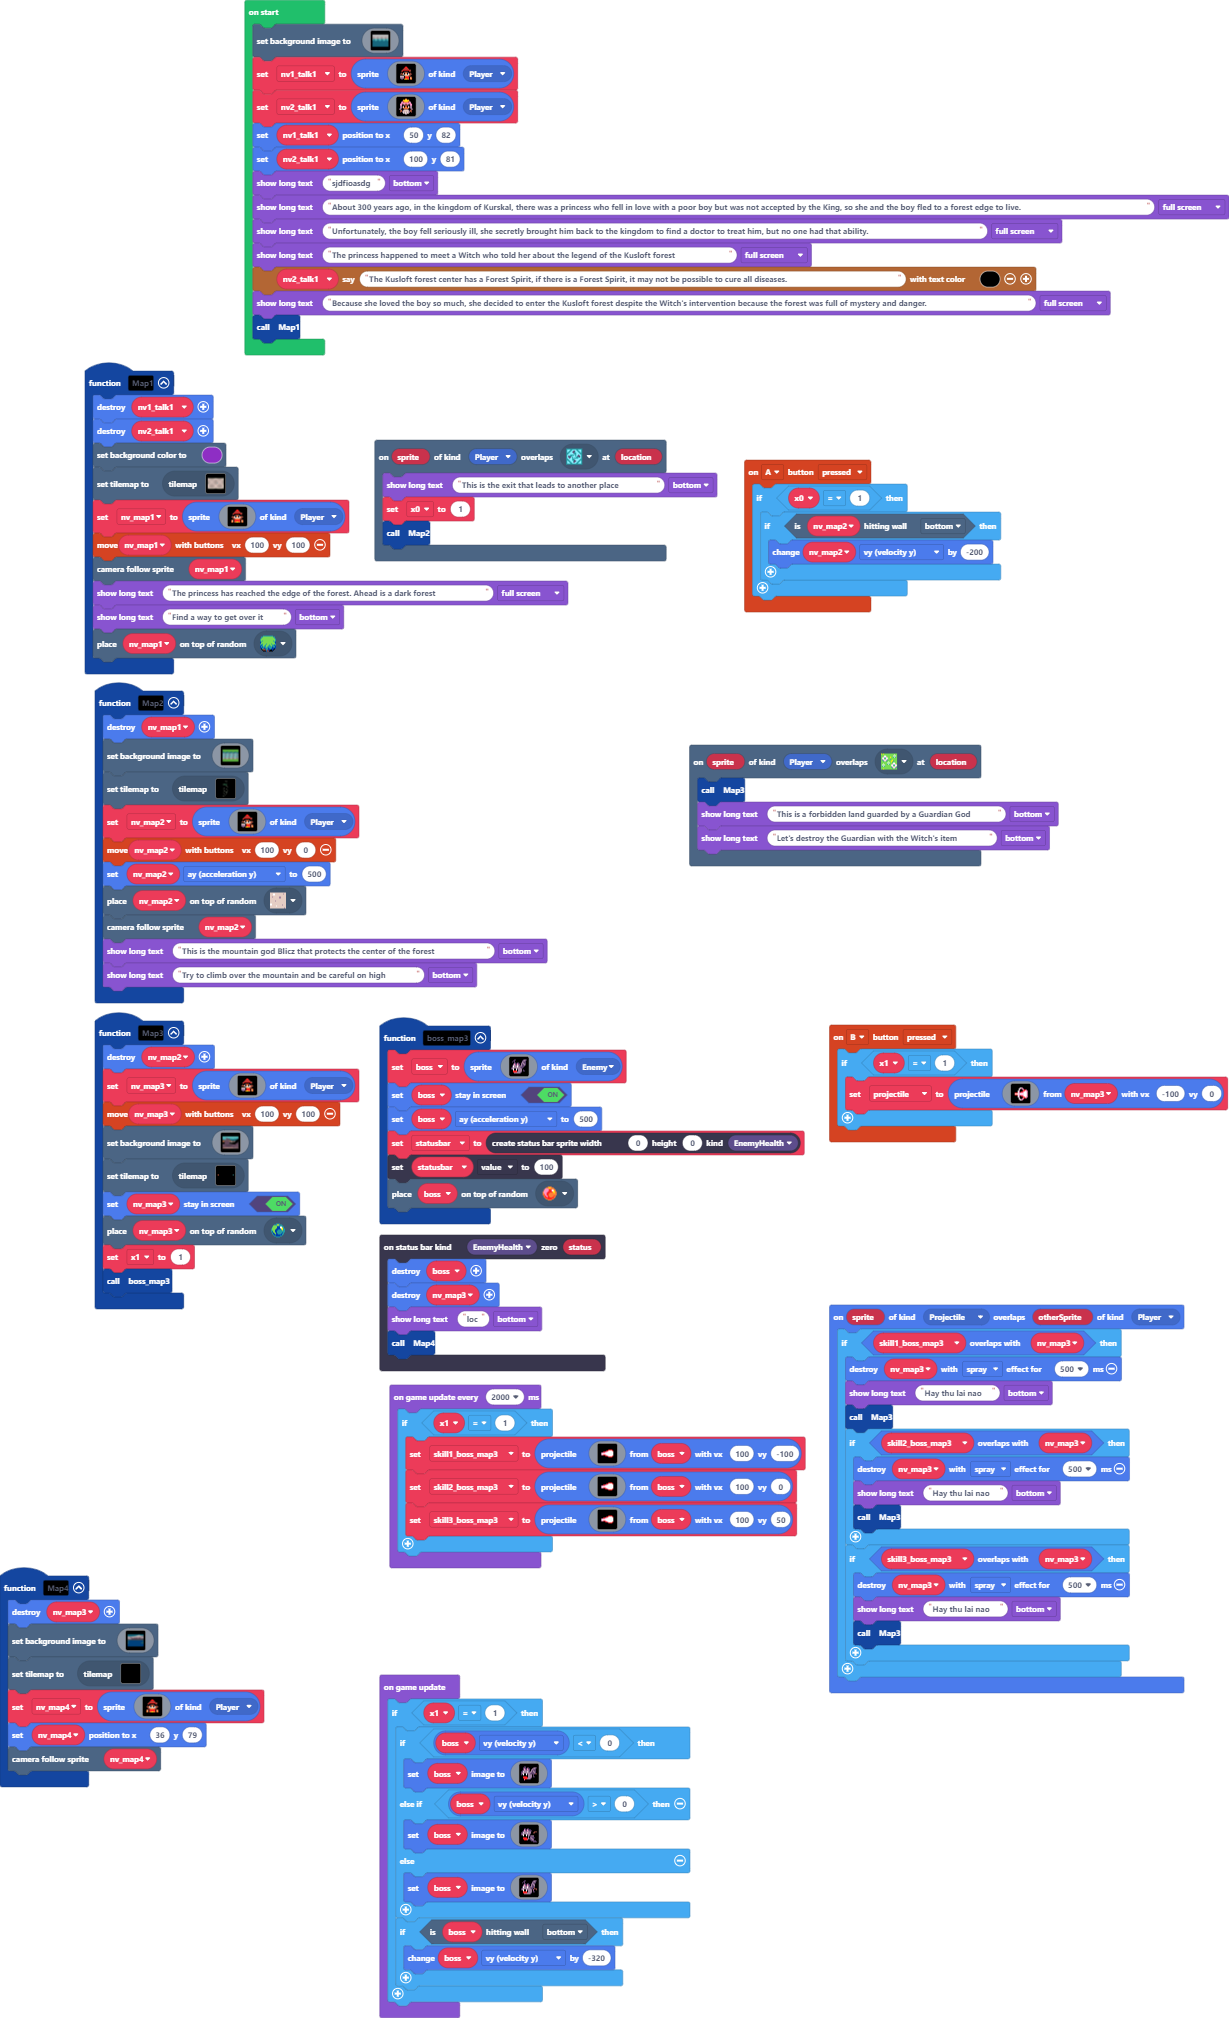 on start
set background image to
set nv1_talk1 to sprite of kind Player
set nv2_talk1 to sprite of kind Player
set nv1_talk1 position to x 50 y 82
set nv2_talk1 position to x 100 y 81
show long text "sjdfioasdg" bottom
show long text "About 300 years ago, in the kingdom of Kurskal, there was a princess who fell in love with a poor boy but was not accepted by the King, so she and the boy fled to a forest edge to live." full screen
show long text "Unfortunately, the boy fell seriously ill, she secretly brought him back to the kingdom to find a doctor to treat him, but no one had that ability." full screen
show long text "The princess happened to meet a Witch who told her about the legend of the Kusloft forest" full screen
nv2_talk1 say "The Kusloft forest center has a Forest Spirit, if there is a Forest Spirit, it may not be possible to cure all diseases." with text color
show long text "Because she loved the boy so much, she decided to enter the Kusloft forest despite the Witch's intervention because the forest was full of mystery and danger." full screen
call Map1
function Map1
destroy nv1_talk1
destroy nv2_talk1
set background color to
set tilemap to tilemap
set nv_map1 to sprite of kind Player
move nv_map1 with buttons vx 100 vy 100
camera follow sprite nv_map1
show long text "The princess has reached the edge of the forest. Ahead is a dark forest" full screen
show long text "Find a way to get over it" bottom
place nv_map1 on top of random
on sprite of kind Player overlaps at location
show long text "This is the exit that leads to another place" bottom
set x0 to 1
call Map2
on A button pressed
if x0 = 1 then
if is nv_map2 hitting wall bottom then
change nv_map2 vy (velocity y) by -200
function Map2
destroy nv_map1
set background image to
set tilemap to tilemap
set nv_map2 to sprite of kind Player
move nv_map2 with buttons vx 100 vy 0
set nv_map2 ay (acceleration y) to 500
place nv_map2 on top of random
camera follow sprite nv_map2
show long text "This is the mountain god Blicz that protects the center of the forest" bottom
show long text "Try to climb over the mountain and be careful on high" bottom
on sprite of kind Player overlaps at location
call Map3
show long text "This is a forbidden land guarded by a Guardian God" bottom
show long text "Let's destroy the Guardian with the Witch's item" bottom
function Map3
destroy nv_map2
set nv_map3 to sprite of kind Player
move nv_map3 with buttons vx 100 vy 100
set background image to
set tilemap to tilemap
set nv_map3 stay in screen ON
place nv_map3 on top of random
set x1 to 1
call boss_map3
function boss_map3
set boss to sprite of kind Enemy
set boss stay in screen ON
set boss ay (acceleration y) to 500
set statusbar to create status bar sprite width 0 height 0 kind EnemyHealth
set statusbar value to 100
place boss on top of random
on B button pressed
if x1 = 1 then
set projectile to projectile from nv_map3 with vx -100 vy 0
on status bar kind EnemyHealth zero status
destroy boss
destroy nv_map3
show long text "loc" bottom
call Map4
on game update every 2000 ms
if x1 = 1 then
set skill1_boss_map3 to projectile from boss with vx 100 vy -100
set skill2_boss_map3 to projectile from boss with vx 100 vy 0
set skill3_boss_map3 to projectile from boss with vx 100 vy 50
on sprite of kind Projectile overlaps otherSprite of kind Player
if skill1_boss_map3 overlaps with nv_map3 then
destroy nv_map3 with spray effect for 500 ms
show long text "Hay thu lai nao" bottom
call Map3
if skill2_boss_map3 overlaps with nv_map3 then
destroy nv_map3 with spray effect for 500 ms
show long text "Hay thu lai nao" bottom
call Map3
if skill3_boss_map3 overlaps with nv_map3 then
destroy nv_map3 with spray effect for 500 ms
show long text "Hay thu lai nao" bottom
call Map3
function Map4
destroy nv_map3
set background image to
set tilemap to tilemap
set nv_map4 to sprite of kind Player
set nv_map4 position to x 36 y 79
camera follow sprite nv_map4
on game update
if x1 = 1 then
if boss vy (velocity y) < 0 then
set boss image to
else if boss vy (velocity y) > 0 then
set boss image to
else
set boss image to
if is boss hitting wall bottom then
change boss vy (velocity y) by -320